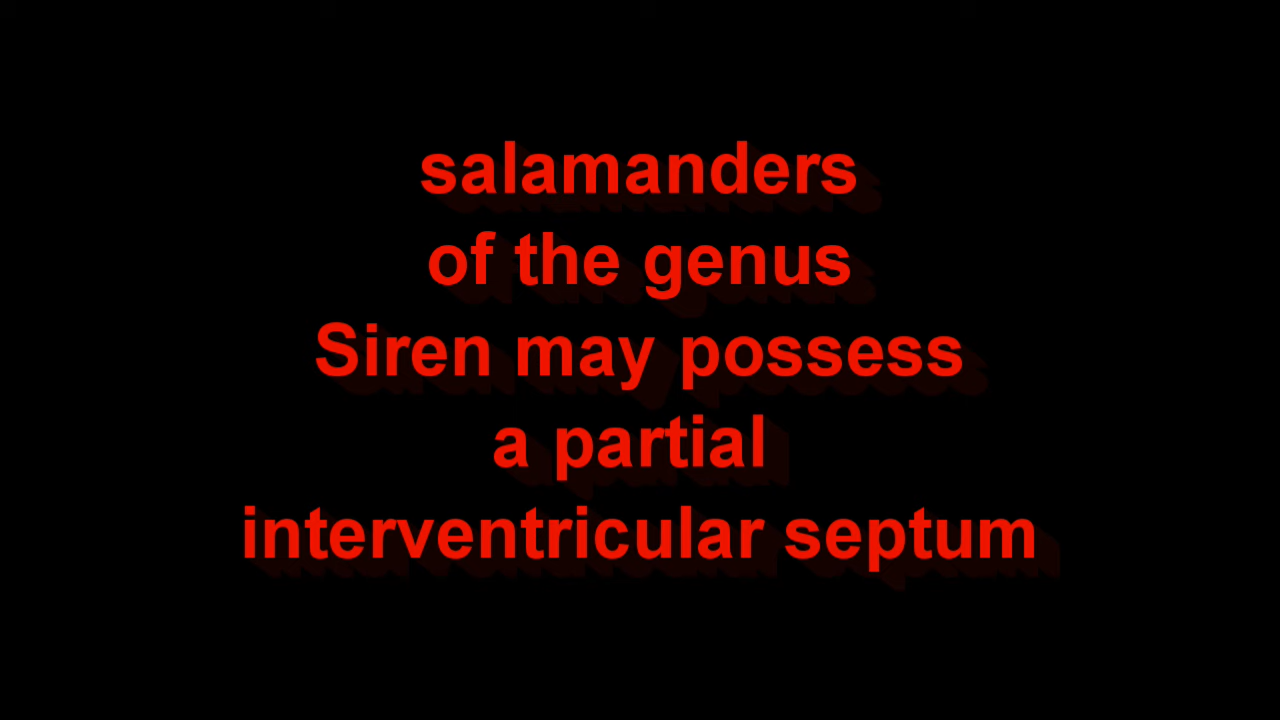 salamanders
of the genus
Siren may possess
a partial
interventricular septum